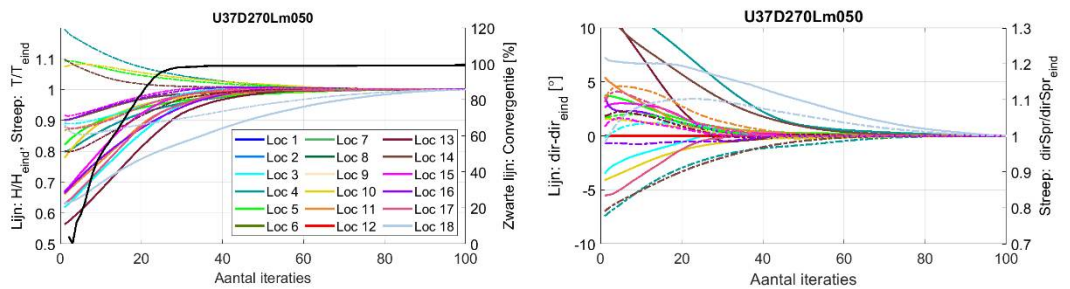 U37D270Lm050
Lijn: H/Heind, Streep: T/Teind
1.1
1
0.9
0.8
0.7
0.6
0.5
120
100
80
60
40
20
0
Zwarte lijn: Convergentie [%]
Loc 1 Loc 7 Loc 13
Loc 2 Loc 8 Loc 14
Loc 3 Loc 9 Loc 15
Loc 4 Loc 10 Loc 16
Loc 5 Loc 11 Loc 17
Loc 6 Loc 12 Loc 18
0 20 40 60 80 100
Aantal iteraties
U37D270Lm050
Lijn: dir-direind [°]
10
5
0
-5
-10
1.3
1.2
1.1
1
0.9
0.8
0.7
Streep: dirSpr/dirSpreind
0 20 40 60 80 100
Aantal iteraties